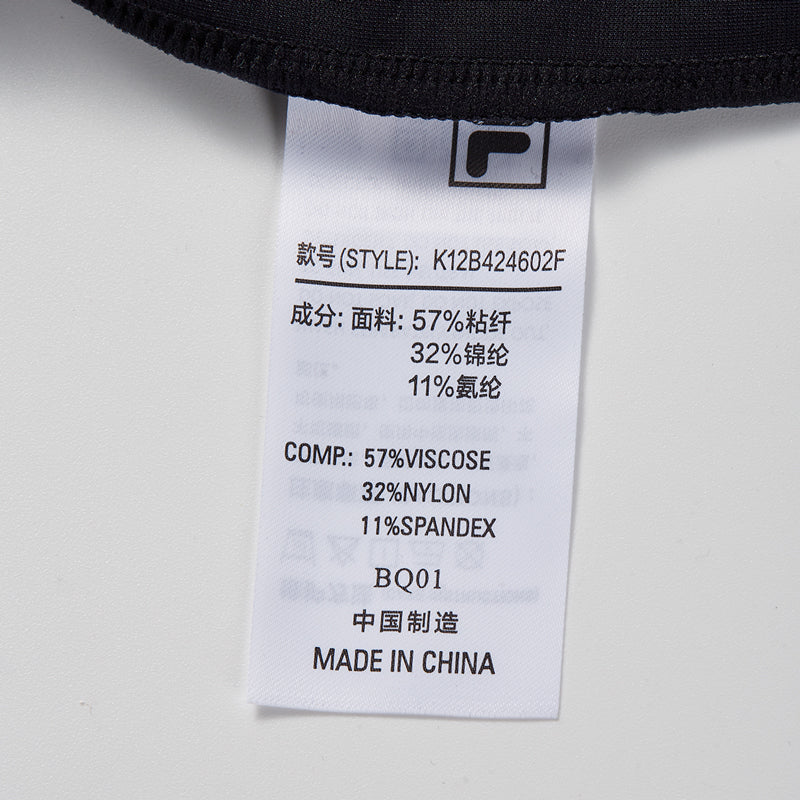 款号(STYLE): K12B424602F
成分: 面料: 57%粘纤
32%锦纶
11%氨纶
COMP.: 57%VISCOSE
32%NYLON
11%SPANDEX
BQ01
中国制造
MADE IN CHINA